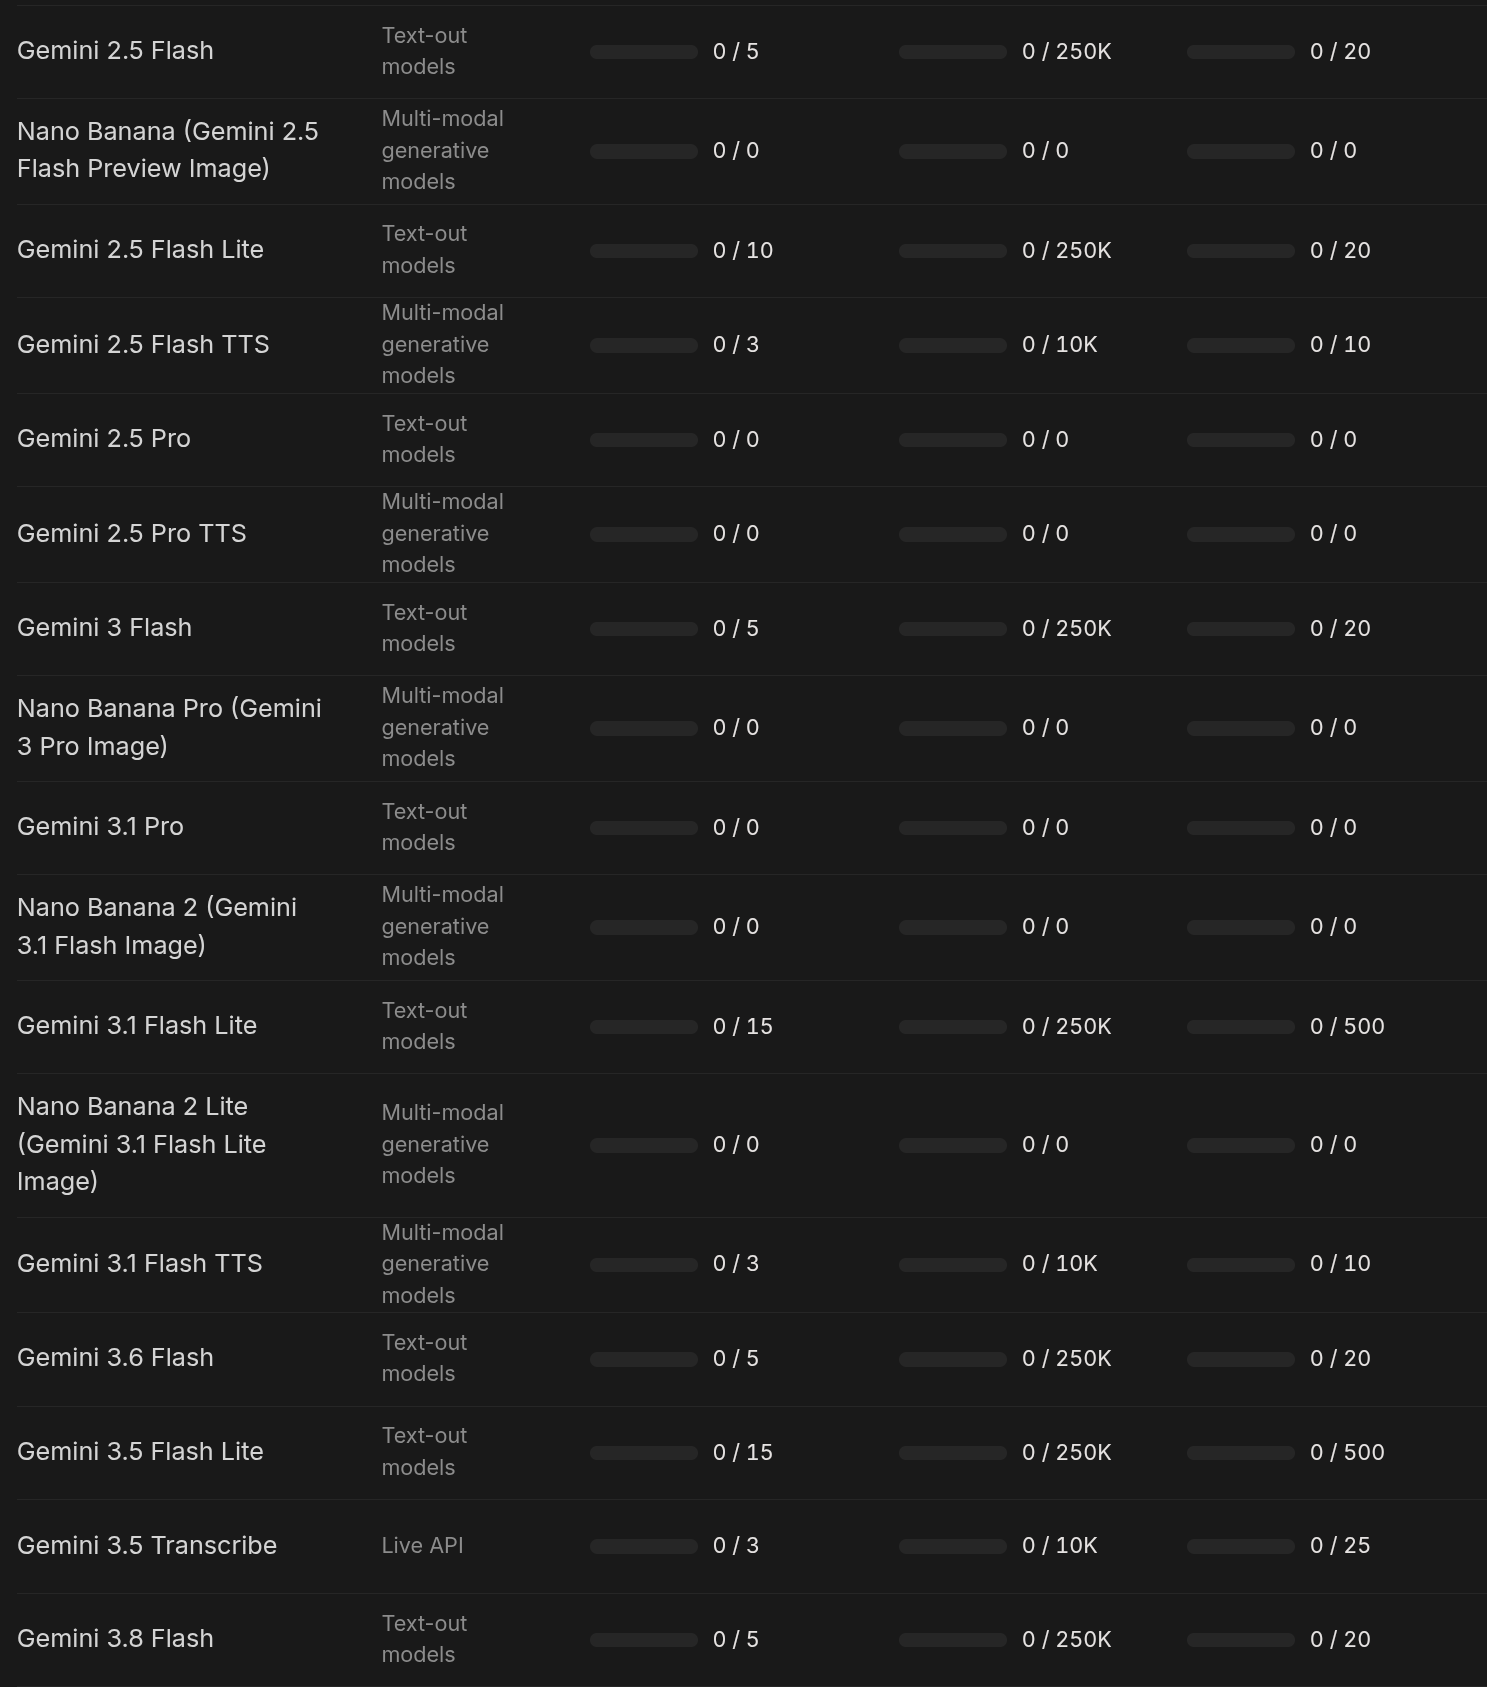 Gemini 2.5 Flash
Text-out
models
0 / 5
0 / 250K
0 / 20
Nano Banana (Gemini 2.5
Flash Preview Image)
Multi-modal
generative
models
0 / 0
0 / 0
0 / 0
Gemini 2.5 Flash Lite
Text-out
models
0 / 10
0 / 250K
0 / 20
Gemini 2.5 Flash TTS
Multi-modal
generative
models
0 / 3
0 / 10K
0 / 10
Gemini 2.5 Pro
Text-out
models
0 / 0
0 / 0
0 / 0
Gemini 2.5 Pro TTS
Multi-modal
generative
models
0 / 0
0 / 0
0 / 0
Gemini 3 Flash
Text-out
models
0 / 5
0 / 250K
0 / 20
Nano Banana Pro (Gemini
3 Pro Image)
Multi-modal
generative
models
0 / 0
0 / 0
0 / 0
Gemini 3.1 Pro
Text-out
models
0 / 0
0 / 0
0 / 0
Nano Banana 2 (Gemini
3.1 Flash Image)
Multi-modal
generative
models
0 / 0
0 / 0
0 / 0
Gemini 3.1 Flash Lite
Text-out
models
0 / 15
0 / 250K
0 / 500
Nano Banana 2 Lite
(Gemini 3.1 Flash Lite
Image)
Multi-modal
generative
models
0 / 0
0 / 0
0 / 0
Gemini 3.1 Flash TTS
Multi-modal
generative
models
0 / 3
0 / 10K
0 / 10
Gemini 3.6 Flash
Text-out
models
0 / 5
0 / 250K
0 / 20
Gemini 3.5 Flash Lite
Text-out
models
0 / 15
0 / 250K
0 / 500
Gemini 3.5 Transcribe
Live API
0 / 3
0 / 10K
0 / 25
Gemini 3.8 Flash
Text-out
models
0 / 5
0 / 250K
0 / 20